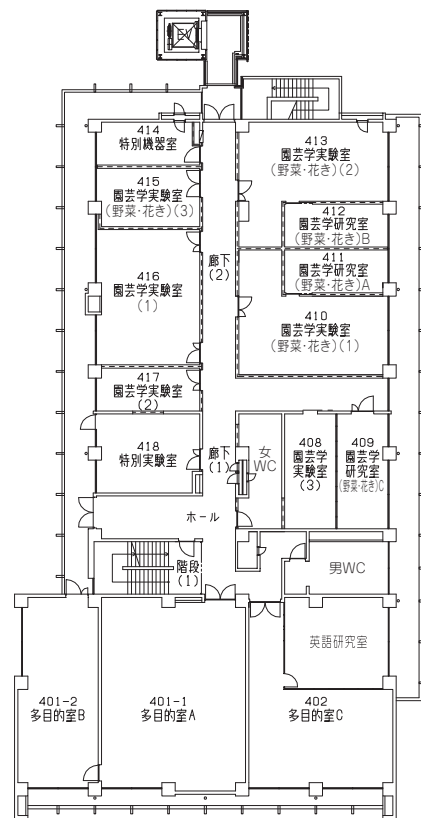 EV
414
特別機器室
415
園芸学実験室
(野菜・花き)(3)
416
園芸学実験室
(1)
417
園芸学実験室
(2)
418
特別実験室
廊下
(2)
413
園芸学実験室
(野菜・花き)(2)
412
園芸学研究室
(野菜・花き)B
411
園芸学研究室
(野菜・花き)A
410
園芸学実験室
(野菜・花き)(1)
廊下
(1)
女
WC
408
園芸学
実験室
(3)
409
園芸学
研究室
(野菜・花き)C
ホール
階段
(1)
男WC
英語研究室
401-2
多目的室B
401-1
多目的室A
402
多目的室C